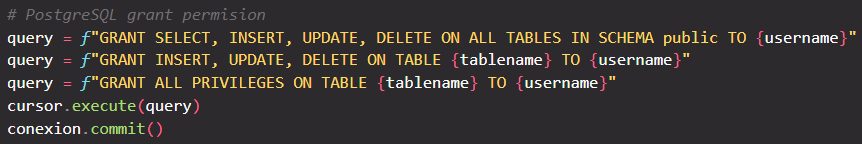 # PostgreSQL grant permision
query = f"GRANT SELECT, INSERT, UPDATE, DELETE ON ALL TABLES IN SCHEMA public TO {username}"
query = f"GRANT INSERT, UPDATE, DELETE ON TABLE {tablename} TO {username}"
query = f"GRANT ALL PRIVILEGES ON TABLE {tablename} TO {username}"
cursor.execute(query)
conexion.commit()